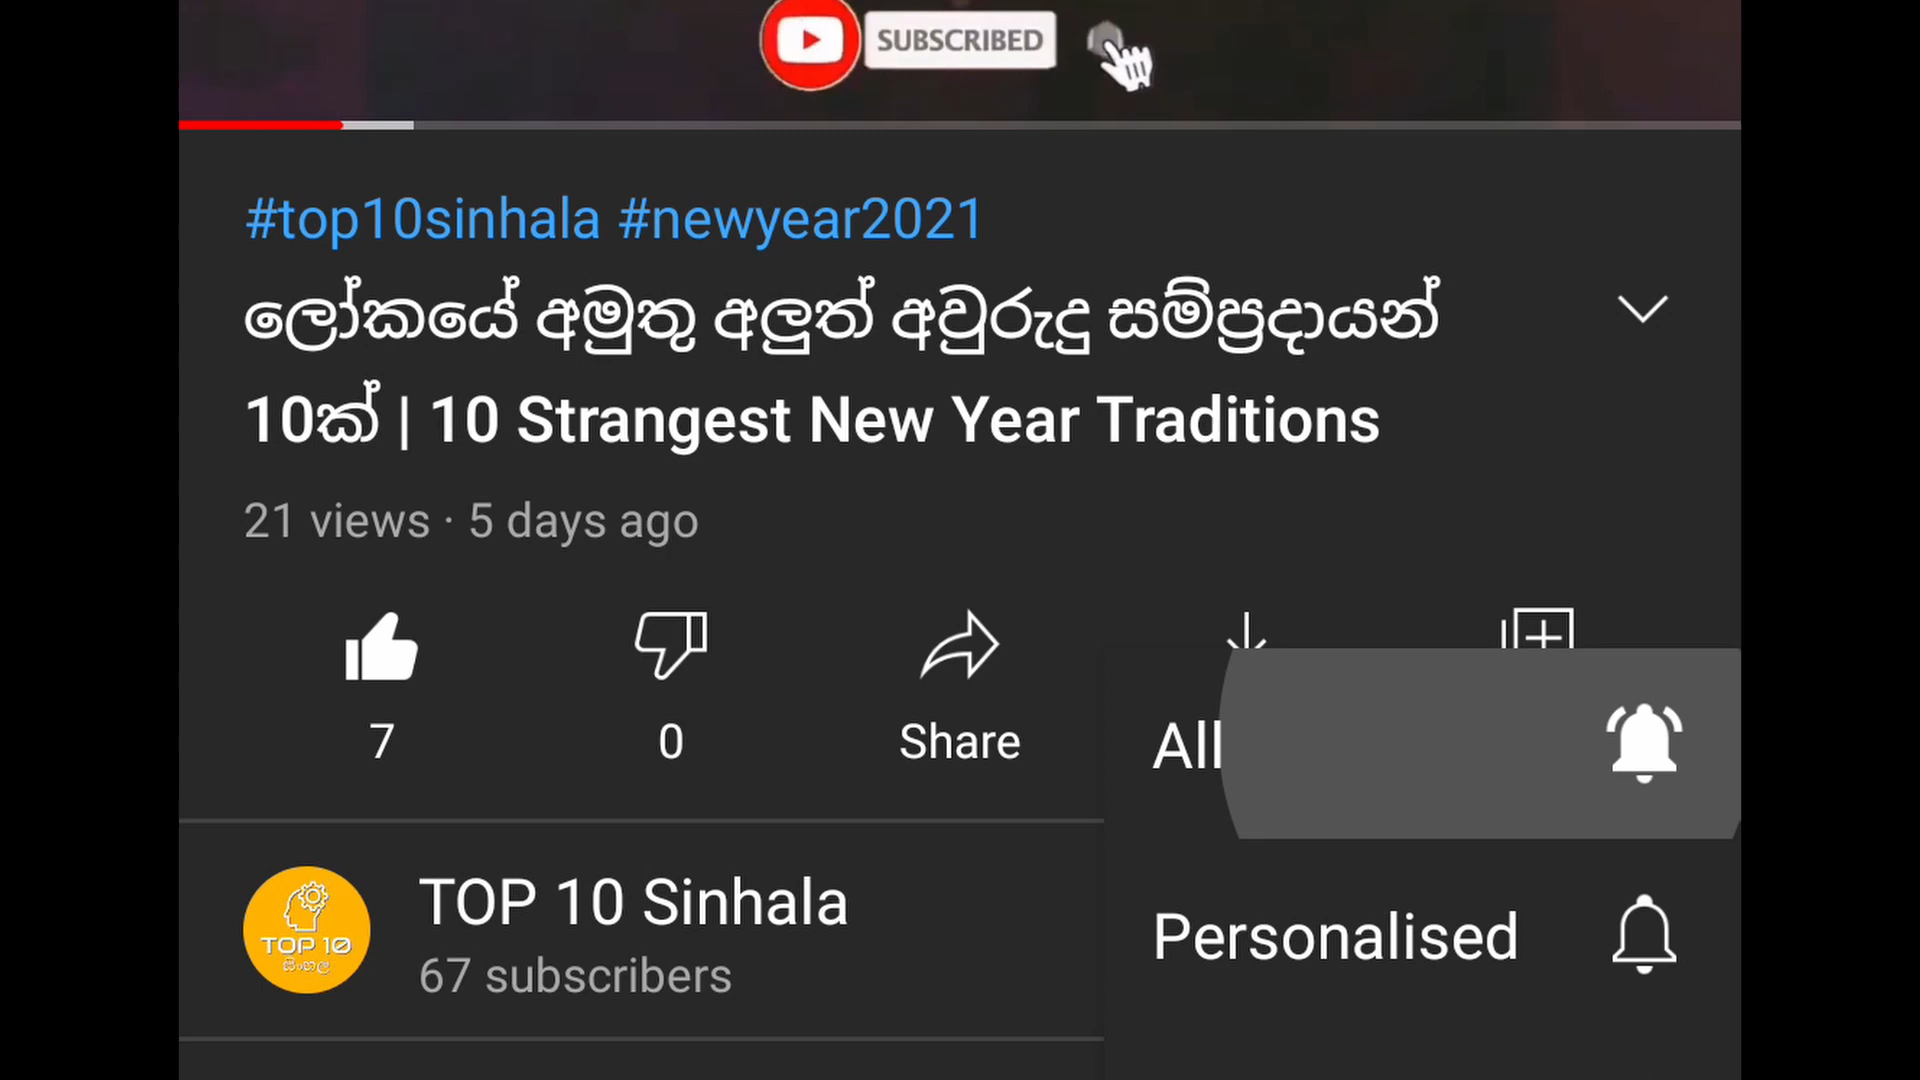 SUBSCRIBED
#top10sinhala #newyear2021
ලෝකයේ අමුතු අලුත් අවුරුදු සම්ප්‍රදායන්
10ක් | 10 Strangest New Year Traditions
21 views · 5 days ago
7
0
Share
All
TOP 10
සිංහල
TOP 10 Sinhala
67 subscribers
Personalised